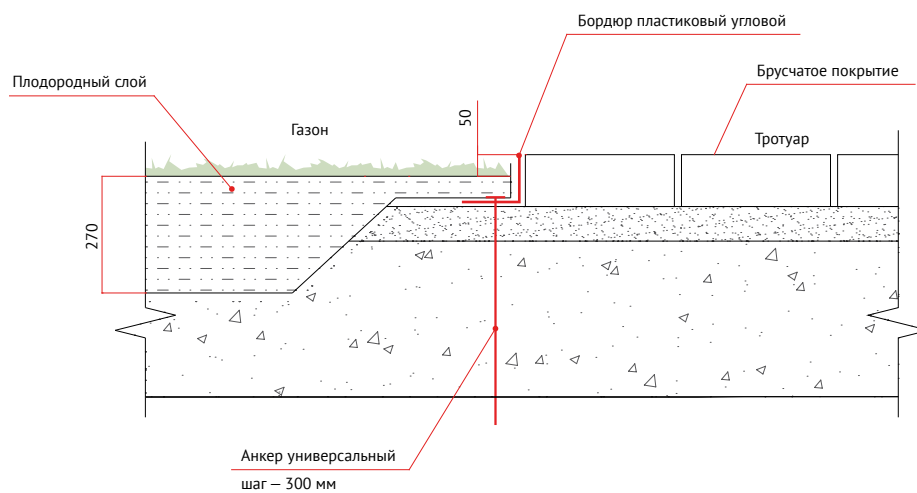 Бордюр пластиковый угловой
Плодородный слой
Брусчатое покрытие
50
Газон
Тротуар
270
Анкер универсальный
шаг — 300 мм